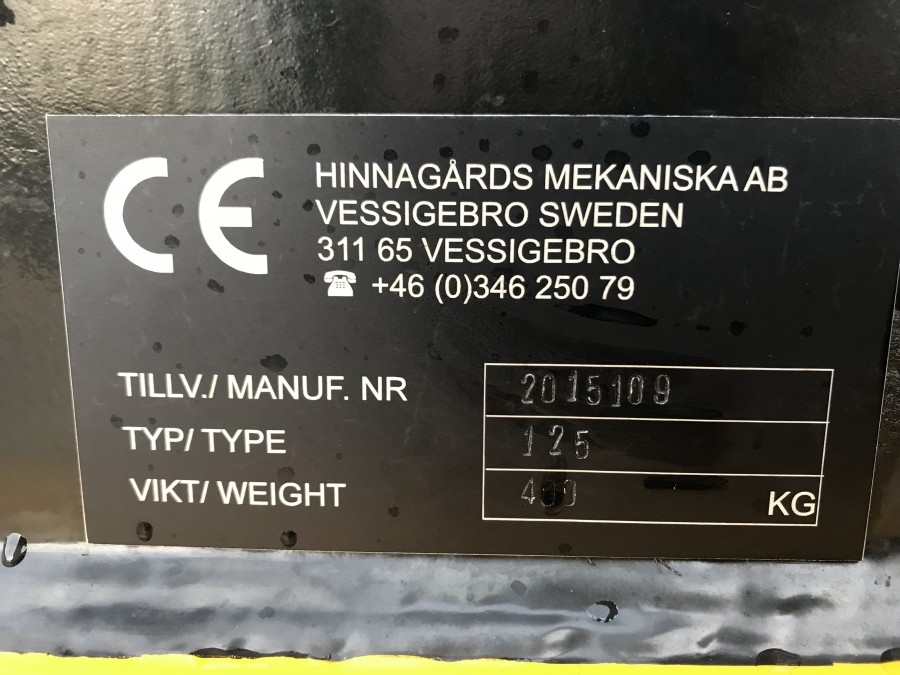 CE
HINNAGÅRDS MEKANISKA AB
VESSIGEBRO SWEDEN
311 65 VESSIGEBRO
☎ +46 (0)346 250 79
TILLV./ MANUF. NR 2015109
TYP/ TYPE 125
VIKT/ WEIGHT KG